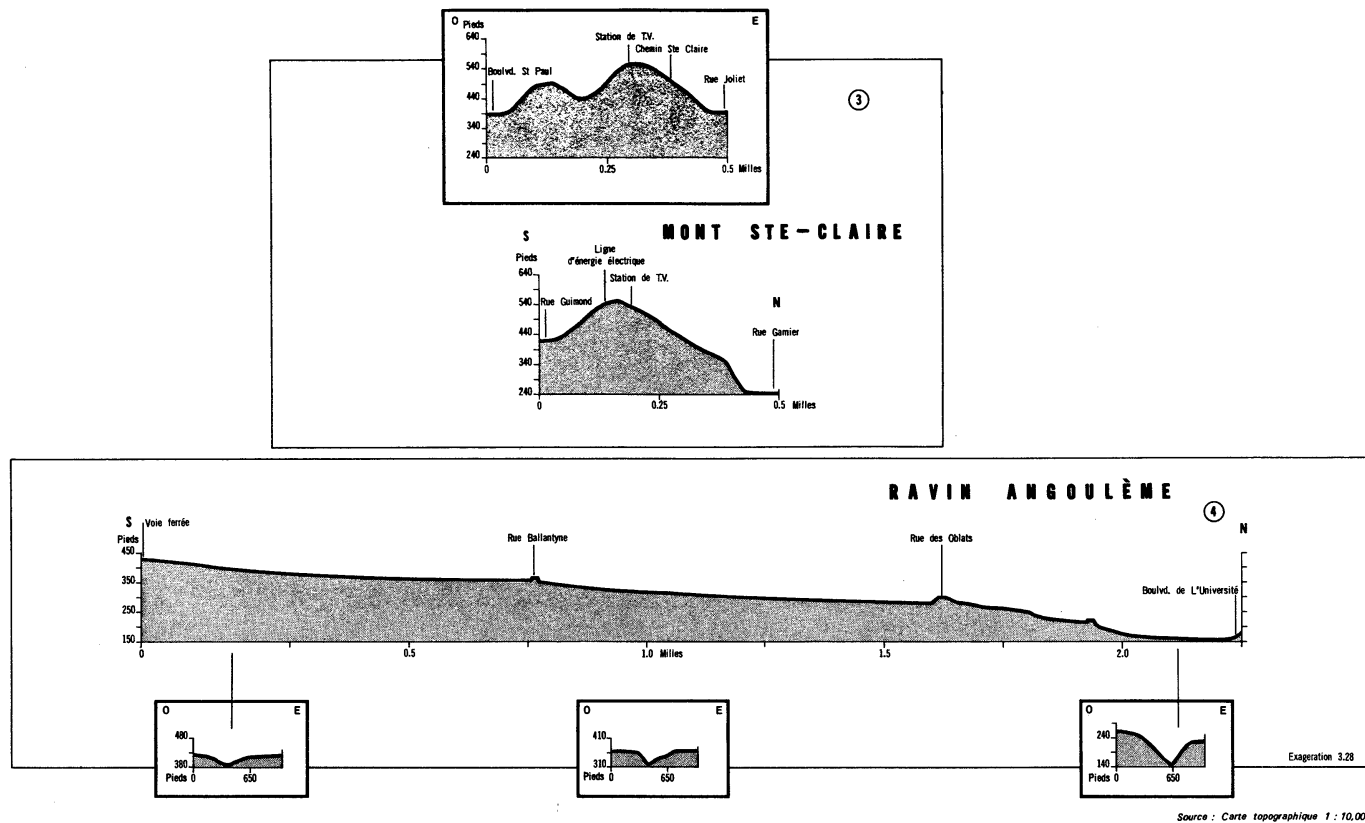 O E
Pieds
640
540
440
340
240
Station de T.V.
Chemin Ste Claire
Boulvd. St Paul
Rue Joliet
0 0.25 0.5 Milles
3
MONT STE-CLAIRE
S
Pieds
640
540
440
340
240
Ligne
d'énergie électrique
Station de T.V.
Rue Guimond
N
Rue Garnier
0 0.25 0.5 Milles
RAVIN ANGOULÈME
4
S Voie ferrée
N
Pieds
450
350
250
150
Rue Ballantyne
Rue des Oblats
Boulvd. de L'Université
0 0.5 1.0 Milles 1.5 2.0
O E
480
380
Pieds 0 650
O E
410
310
Pieds 0 650
O E
240
140
Pieds 0 650
Exageration 3.28
Source : Carte topographique 1 : 10,00